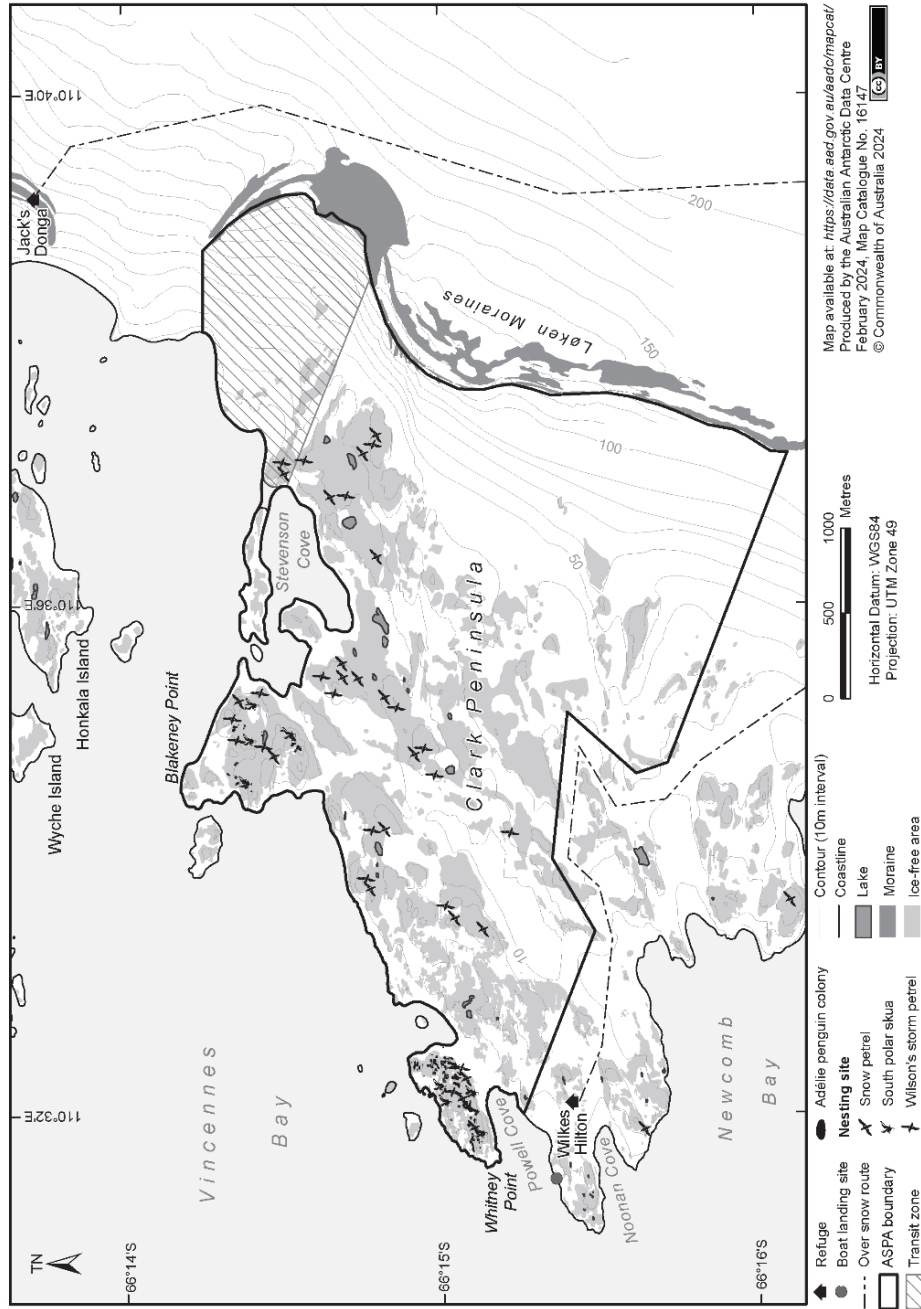 110°32'E
110°36'E
110°40'E
TN
66°14'S
66°15'S
66°16'S
Jack's
Donga
Wyche Island
Honkala Island
Blakeney Point
Vincennes
Bay
Stevenson
Cove
Løken Moraines
Clark Peninsula
Whitney
Point
Powell Cove
Wilkes
Hilton
Noonan Cove
Newcomb
Bay
10
50
100
150
200
Refuge
Boat landing site
Over snow route
ASPA boundary
Transit zone
Adélie penguin colony
Nesting site
Snow petrel
South polar skua
Wilson's storm petrel
Contour (10m interval)
Coastline
Lake
Moraine
Ice-free area
0 500 1000
Metres
Horizontal Datum: WGS84
Projection: UTM Zone 49
Map available at: https://data.aad.gov.au/aadc/mapcat/
Produced by the Australian Antarctic Data Centre
February 2024, Map Catalogue No. 16147
© Commonwealth of Australia 2024
cc BY